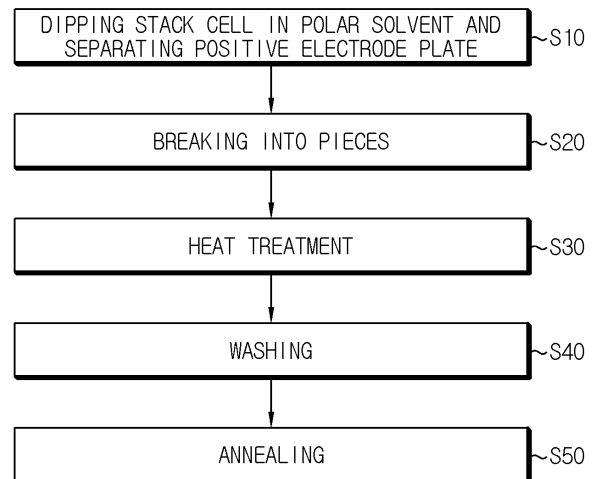 DIPPING STACK CELL IN POLAR SOLVENT AND
SEPARATING POSITIVE ELECTRODE PLATE
~S10
BREAKING INTO PIECES
~S20
HEAT TREATMENT
~S30
WASHING
~S40
ANNEALING
~S50